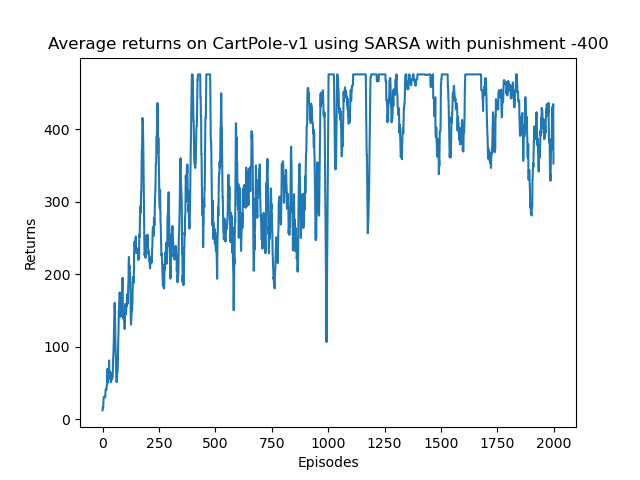 Average returns on CartPole-v1 using SARSA with punishment -400
400
300
200
100
0
Returns
0 250 500 750 1000 1250 1500 1750 2000
Episodes